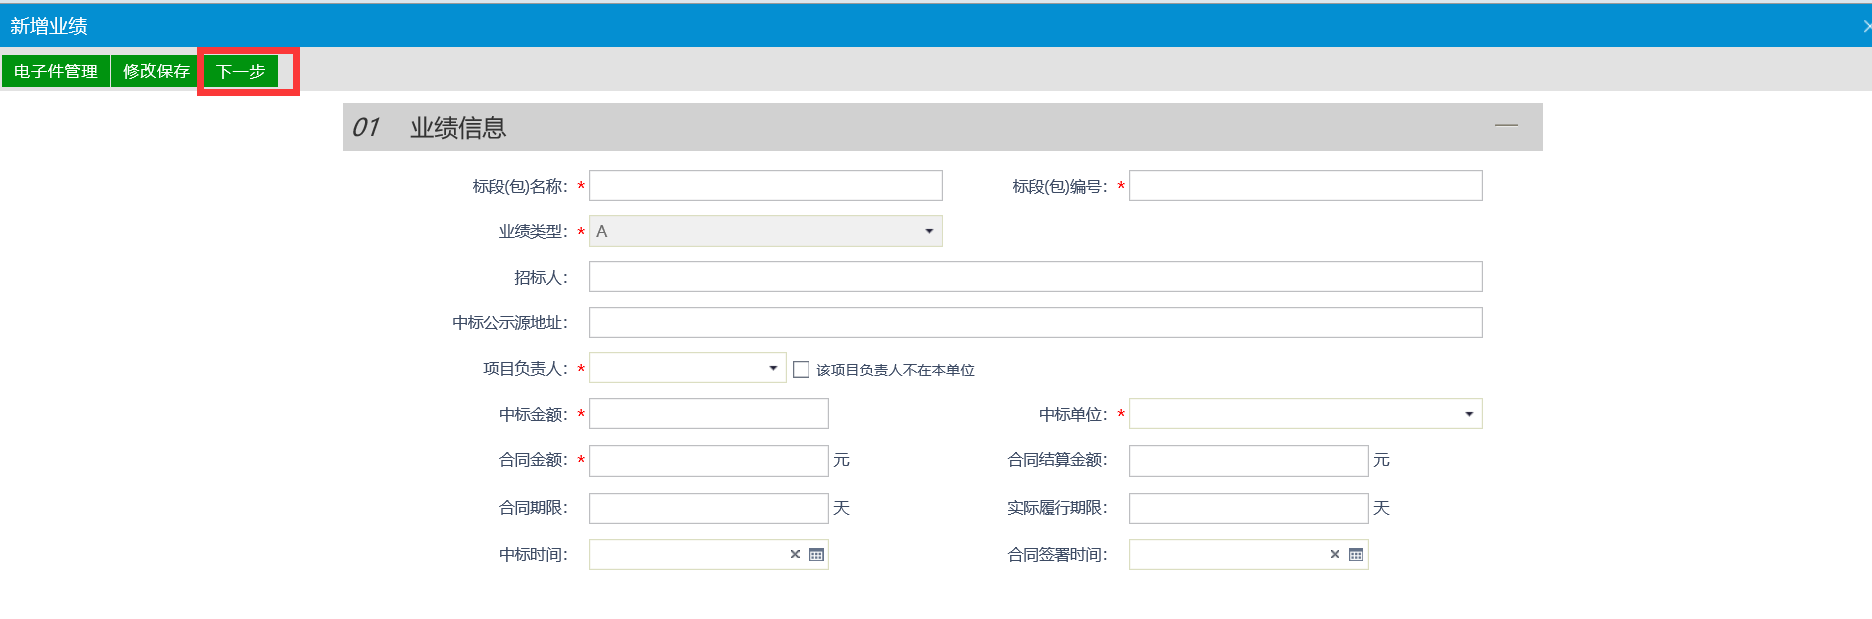 新增业绩
电子件管理 修改保存 下一步
01 业绩信息
标段(包)名称：* 标段(包)编号：*
业绩类型：* A
招标人：
中标公示源地址：
项目负责人：* 该项目负责人不在本单位
中标金额：* 中标单位：*
合同金额：* 元 合同结算金额： 元
合同期限： 天 实际履行期限： 天
中标时间： 合同签署时间：